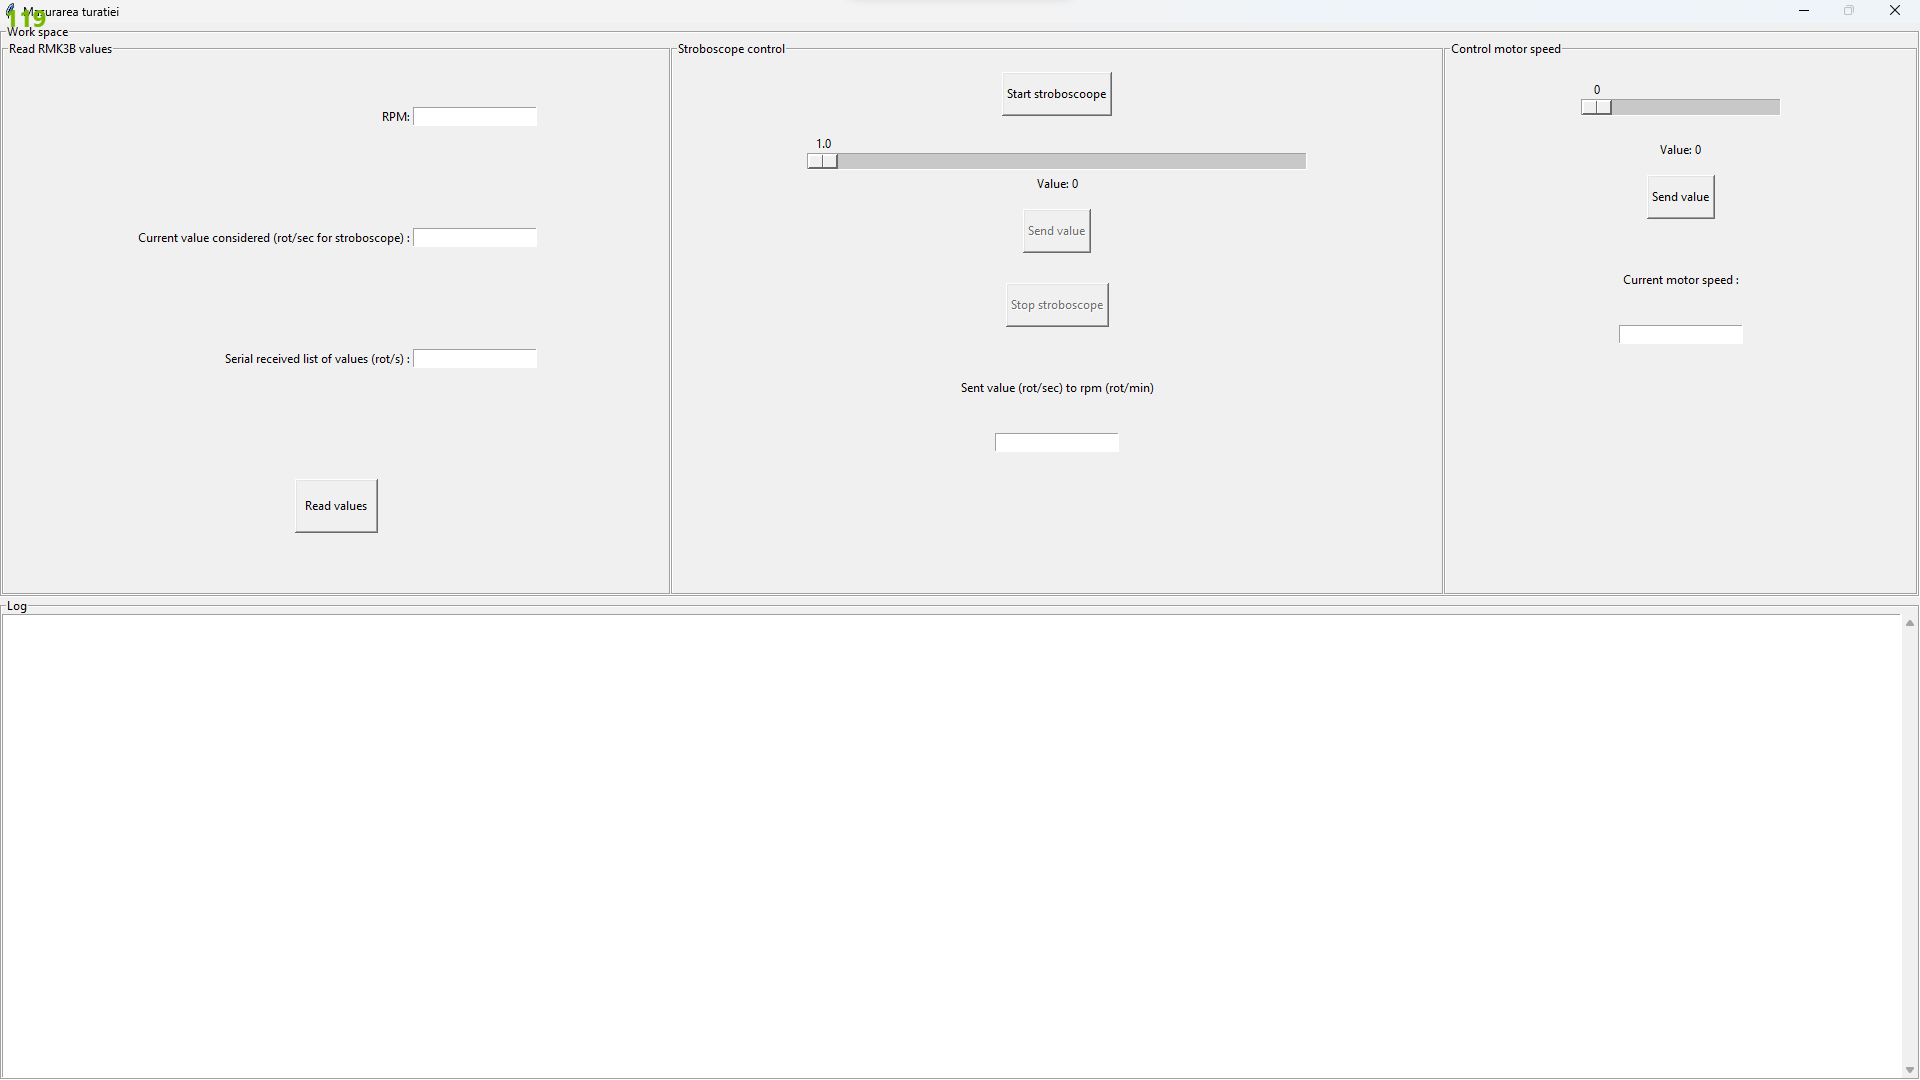 Masurarea turatiei
119
Work space
Read RMK3B values
RPM:
Current value considered (rot/sec for stroboscope) :
Serial received list of values (rot/s) :
Read values
Stroboscope control
Start stroboscoope
1.0
Value: 0
Send value
Stop stroboscope
Sent value (rot/sec) to rpm (rot/min)
Control motor speed
0
Value: 0
Send value
Current motor speed :
Log